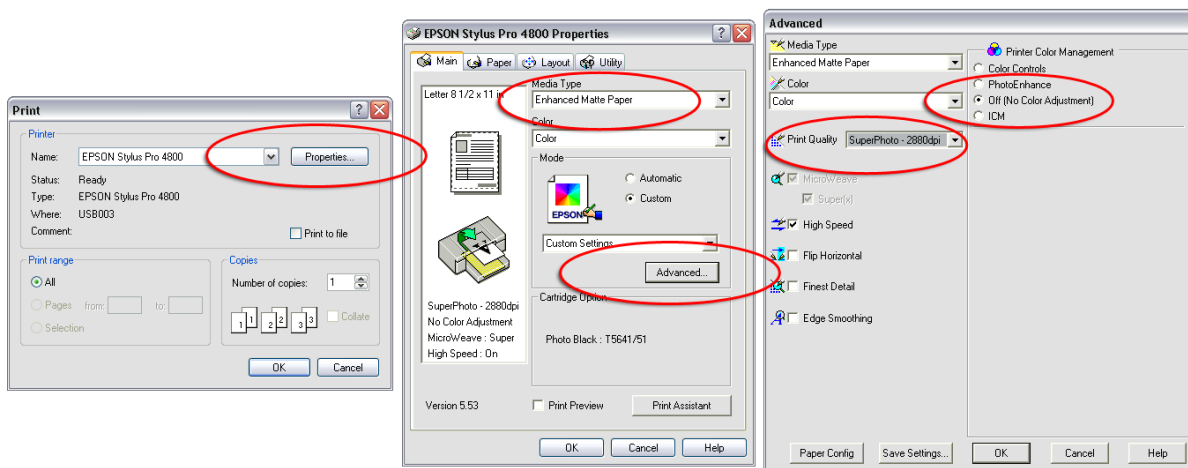 Print
Printer
Name: EPSON Stylus Pro 4800 Properties...
Status: Ready
Type: EPSON Stylus Pro 4800
Where: USB003
Comment: Print to file
Print range
All
Pages from: to:
Selection
Copies
Number of copies: 1
1 1 2 2 3 3 Collate
OK Cancel
EPSON Stylus Pro 4800 Properties
Main Paper Layout Utility
Letter 8 1/2 x 11 in
Media Type
Enhanced Matte Paper
Color
Color
Mode
EPSON
Automatic
Custom
Custom Settings
Advanced...
SuperPhoto - 2880dpi
No Color Adjustment
MicroWeave : Super
High Speed : On
Cartridge Option
Photo Black : T5641/51
Version 5.53 Print Preview Print Assistant
OK Cancel Help
Advanced
Media Type
Enhanced Matte Paper
Color
Color
Print Quality SuperPhoto - 2880dpi
MicroWeave
Super(x)
High Speed
Flip Horizontal
Finest Detail
Edge Smoothing
Printer Color Management
Color Controls
PhotoEnhance
Off (No Color Adjustment)
ICM
Paper Config Save Settings... OK Cancel Help